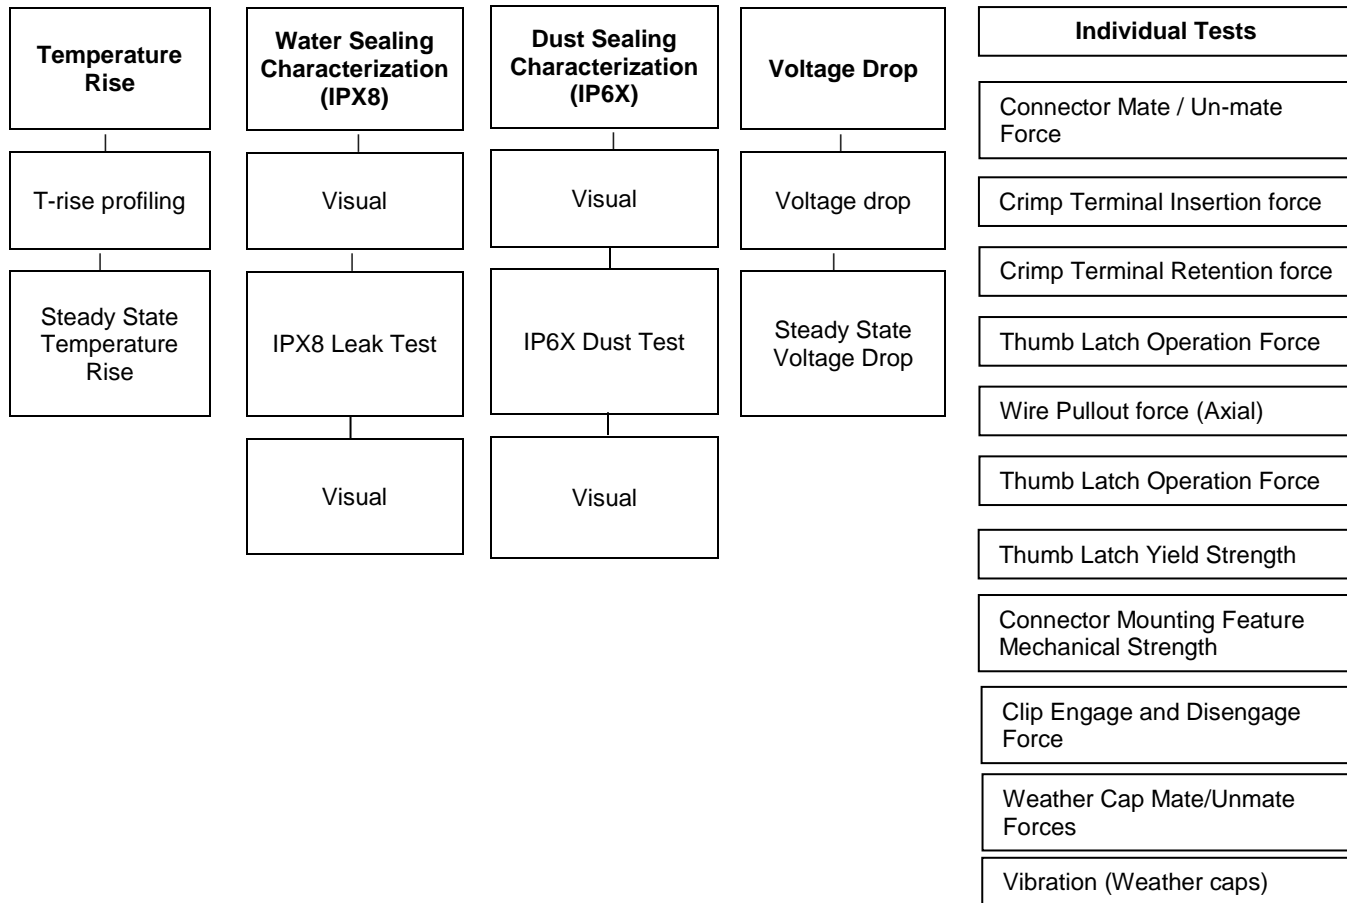 Temperature
Rise
T-rise profiling
Steady State
Temperature
Rise
Water Sealing
Characterization
(IPX8)
Visual
IPX8 Leak Test
Visual
Dust Sealing
Characterization
(IP6X)
Visual
IP6X Dust Test
Visual
Voltage Drop
Voltage drop
Steady State
Voltage Drop
Individual Tests
Connector Mate / Un-mate
Force
Crimp Terminal Insertion force
Crimp Terminal Retention force
Thumb Latch Operation Force
Wire Pullout force (Axial)
Thumb Latch Operation Force
Thumb Latch Yield Strength
Connector Mounting Feature
Mechanical Strength
Clip Engage and Disengage
Force
Weather Cap Mate/Unmate
Forces
Vibration (Weather caps)